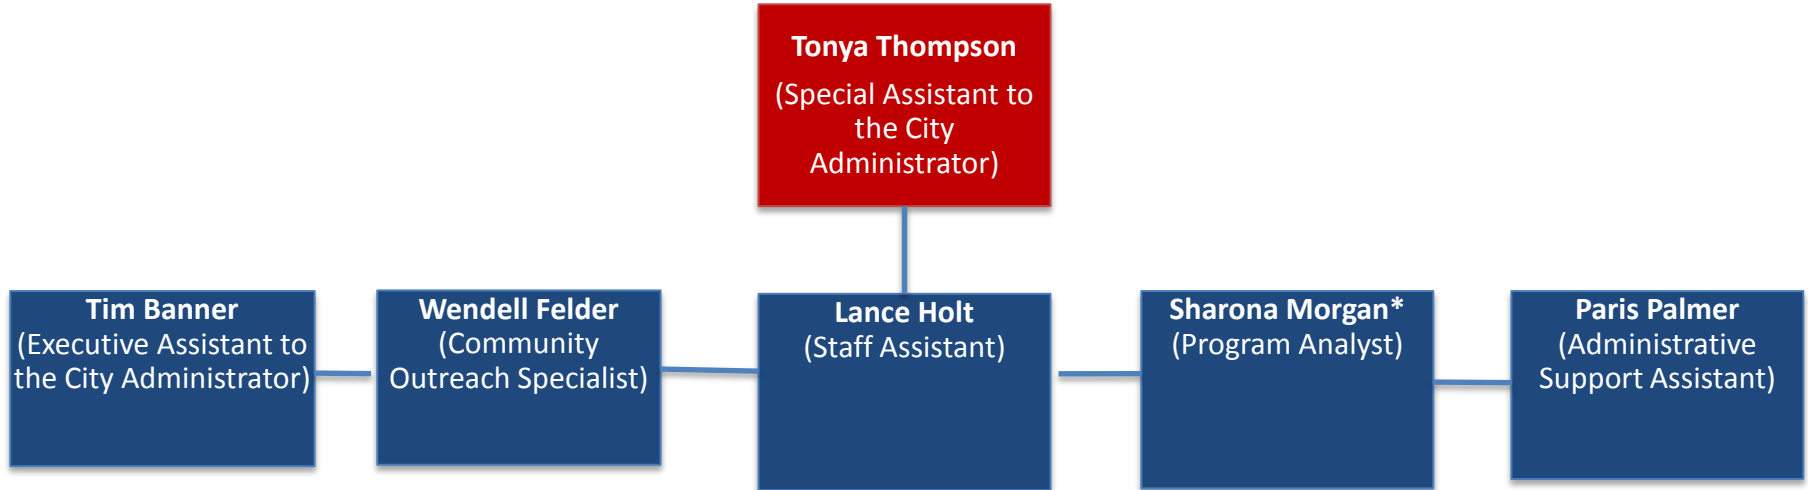 Tonya Thompson
(Special Assistant to
the City
Administrator)
Tim Banner
(Executive Assistant to
the City Administrator)
Wendell Felder
(Community
Outreach Specialist)
Lance Holt
(Staff Assistant)
Sharona Morgan*
(Program Analyst)
Paris Palmer
(Administrative
Support Assistant)